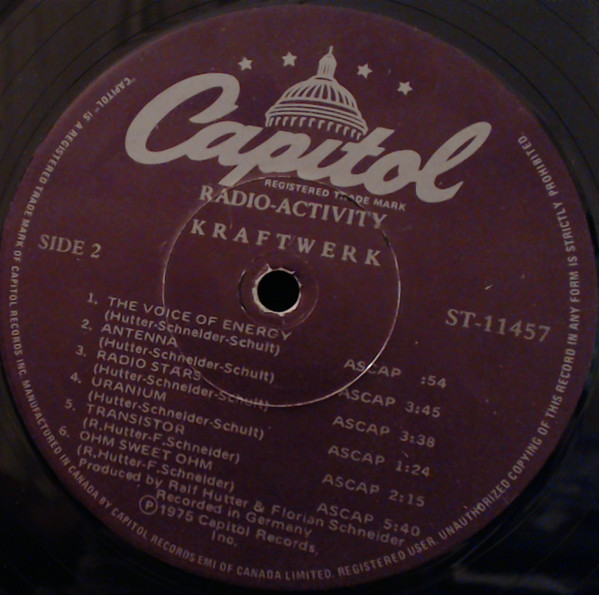 Capitol
REGISTERED TRADE MARK
RADIO-ACTIVITY
KRAFTWERK
SIDE 2
ST-11457
1. THE VOICE OF ENERGY
(Hutter-Schneider-Schult) ASCAP :54
2. ANTENNA
(Hutter-Schneider-Schult) ASCAP 3:45
3. RADIO STARS
(Hutter-Schneider-Schult) ASCAP 3:38
4. URANIUM
(Hutter-Schneider-Schult) ASCAP 1:24
5. TRANSISTOR
(R.Hutter-F.Schneider) ASCAP 2:15
6. OHM SWEET OHM
(R.Hutter-F.Schneider) ASCAP 5:40
Produced by Ralf Hutter & Florian Schneider
Recorded in Germany
Ⓟ1975 Capitol Records,
Inc.
"CAPITOL" IS A REGISTERED TRADE MARK OF CAPITOL RECORDS INC. MANUFACTURED IN CANADA BY CAPITOL RECORDS EMI OF CANADA LIMITED. REGISTERED USER. UNAUTHORIZED COPYING OF THIS RECORD IN ANY FORM IS STRICTLY PROHIBITED.